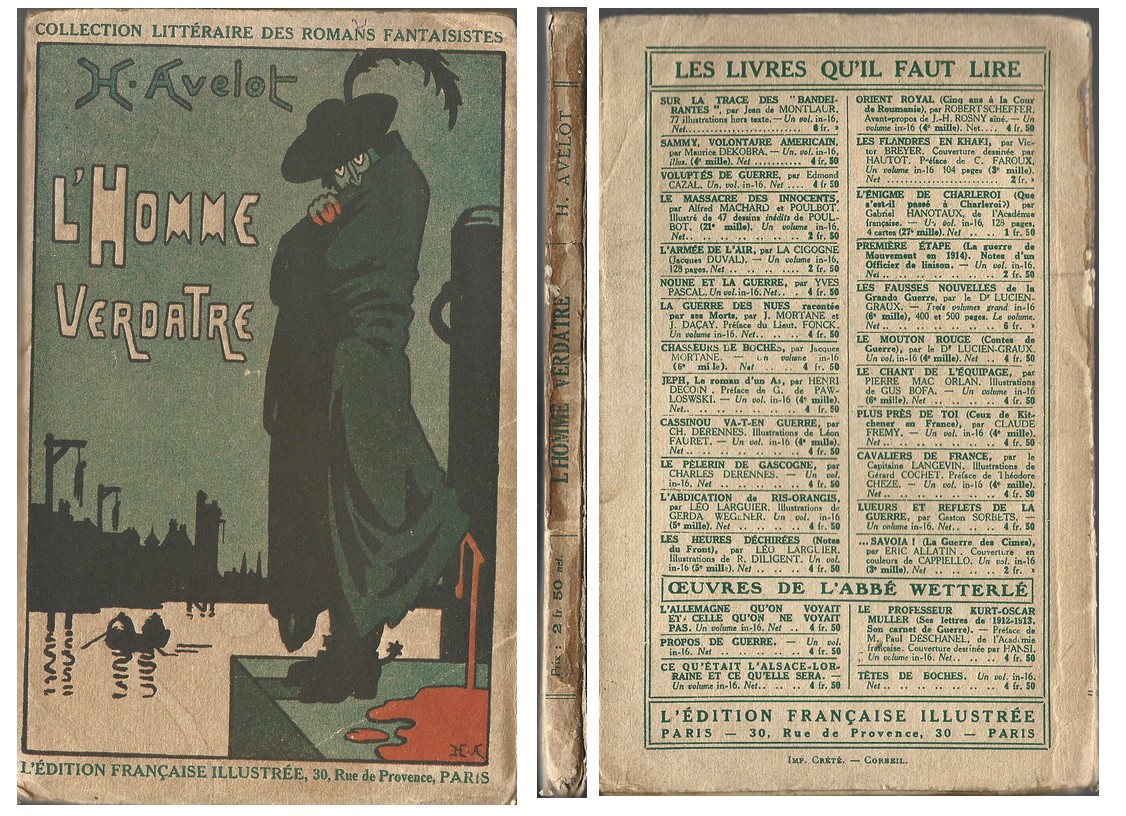 COLLECTION LITTÉRAIRE DES ROMANS FANTAISISTES
H. Avelot
L'HOMME
VERDATRE
H.A
L'ÉDITION FRANÇAISE ILLUSTRÉE, 30, Rue de Provence, PARIS
H. AVELOT
L'HOMME VERDATRE
Prix : 2 fr. 50 net
LES LIVRES QU'IL FAUT LIRE
SUR LA TRACE DES "BANDEI-
RANTES", par Jean de MONTLAUR,
77 illustrations hors texte. — Un vol. in-16.
Net.............................. 6 fr. »
SAMMY, VOLONTAIRE AMERICAIN,
par Maurice DEKOBRA. — Un. vol. in-16,
illus. (4e mille). Net ........... 4 fr. 50
VOLUPTÉS DE GUERRE, par Edmond
CAZAL. Un. vol. in-16. Net .... 4 fr 50
LE MASSACRE DES INNOCENTS,
par Alfred MACHARD et POULBOT.
Illustré de 47 dessins inédits de POUL-
BOT. (21e mille). Un volume in-16.
Net.. .. .. .. .. .. .. .. 2 fr. 50
L'ARMÉE DE L'AIR, par LA CIGOGNE
(Jacques DUVAL). — Un vol. in-16,
128 pages. Net .. .. .. .... 2 fr. 50
NOUNE ET LA GUERRE, par YVES
PASCAL. Un vol. in-16. Net.. .. 4 fr. 50
LA GUERRE DES NUES racontée
par ses Morts, par J. MORTANE et
J. DAÇAY. Préface du Lieut. FONCK.
Un vol. in-16. Net .. .. .. 4 fr. 50
CHASSEURS DE BOCHES, par Jacques
MORTANE. — Un volume in-16
(6e mille). Net .. .. .. 4 fr. 50
JEPH, Le roman d'un As, par HENRI
DECOIN . Préface de G. de PAW-
LOSWSKI. — Un vol. in-16 (4e mille).
Net.. .. .. .. .. .. .. 4 fr. 50
CASSINOU VA-T-EN GUERRE, par
CH. DERENNES. Illustrations de Léon
FAURET. — Un vol. in-16 (4e mille).
Net .. .. .. .. .. .. .. 4 fr. 50
LE PÈLERIN DE GASCOGNE, par
CHARLES DERENNES. — Un vol.
in-16. Net .. .. .. .. .. 4 fr. 50
L'ABDICATION de RIS-ORANGIS,
par LÉO LARGUIER. Illustrations de
GERDA WEGENER. Un vol. in-16
(5e mille). Net .. .. .. .. 4 fr. 50
LES HEURES DÉCHIRÉES (Notes
du Front), par LÉO LARGUIER.
Illustrations de R. DILIGENT. Un vol.
in-16 (5e mille). Net .. .. .. 4 fr. 50
ORIENT ROYAL (Cinq ans à la Cour
de Roumanie), par ROBERT SCHEFFER.
Avant-propos de J.-H. ROSNY aîné. — Un
volume in-16 (4e mille). Net.... 4 fr. 50
LES FLANDRES EN KHAKI, par Vic-
tor BREYER. Couverture dessinée par
HAUTOT. Préface de C. FAROUX.
Un volume in-16 104 pages (3e mille).
Net .............................. 2 fr. »
L'ÉNIGME DE CHARLEROI (Que
s'est-il passé à Charleroi?) par
Gabriel HANOTAUX, de l'Académie
française. — Un vol. in-16, 128 pages,
4 cartes (27e mille). Net .. .. 1 fr. 50
PREMIÈRE ÉTAPE (La guerre de
Mouvement en 1914). Notes d'un
Officier de liaison. — Un vol. in-16.
Net .. .. .. .. .. .. .. 2 fr. 50
LES FAUSSES NOUVELLES de la
Grande Guerre, par le Dr LUCIEN-
GRAUX. — Trois volumes grand in-16
(6e mille), 400 et 500 pages. Le volume.
Net .. .. .. .. .. .. .. 6 fr. »
LE MOUTON ROUGE (Contes de
Guerre), par le Dr LUCIEN-GRAUX.
Un vol. in-16 (4e mille). Net .. .. 4 fr. 50
LE CHANT DE L'ÉQUIPAGE, par
PIERRE MAC ORLAN. Illustrations
de GUS BOFA. — Un volume in-16
(6e mille). Net .. .. .. .. 4 fr. 50
PLUS PRÈS DE TOI (Ceux de Kit-
chener en France), par CLAUDE
FREMY. — Un vol. in-16 (4e mille).
Net .. .. .. .. .. .. .. 4 fr. 50
CAVALIERS DE FRANCE, par le
Capitaine LANGEVIN. Illustrations de
Gérard COCHET. Préface de Théodore
CHEZE. — Un vol. in-16 (4e mille).
Net .. .. .. .. .. .. .. 4 fr. 50
LUEURS ET REFLETS DE LA
GUERRE, par Gaston SORBETS. —
Un volume in-16. Net.. .. .. 4 fr. 50
...SAVOIA ! (La Guerre des Cimes),
par ERIC ALLATIN . Couverture en
couleurs de CAPPIELLO. Un vol. in-16
(3e mille). Net .. .. .. .. 2 fr. »
ŒUVRES DE L'ABBÉ WETTERLÉ
L'ALLEMAGNE QU'ON VOYAIT
ET CELLE QU'ON NE VOYAIT
PAS. Un volume in-16. Net .. .. 4 fr. 50
PROPOS DE GUERRE. — Un vol.
in-16. Net .. .. .. .. .. 4 fr. 50
CE QU'ÉTAIT L'ALSACE-LOR-
RAINE ET CE QU'ELLE SERA. —
Un volume in-16. Net.. .. .. 4 fr. 50
LE PROFESSEUR KURT-OSCAR
MULLER (Ses lettres de 1912-1913.
Son carnet de Guerre). — Préface de
M. Paul DESCHANEL, de l'Académie
française. Couverture dessinée par HANSI.
Un vol. in-16. Net.. .. .. .. 4 fr. 50
TÊTES DE BOCHES. Un vol. in-16.
Net .. .. .. .. .. .. .. 4 fr. 50
L'ÉDITION FRANÇAISE ILLUSTRÉE
PARIS — 30, Rue de Provence, 30 — PARIS
IMP. CRÉTÉ. — CORBEIL.